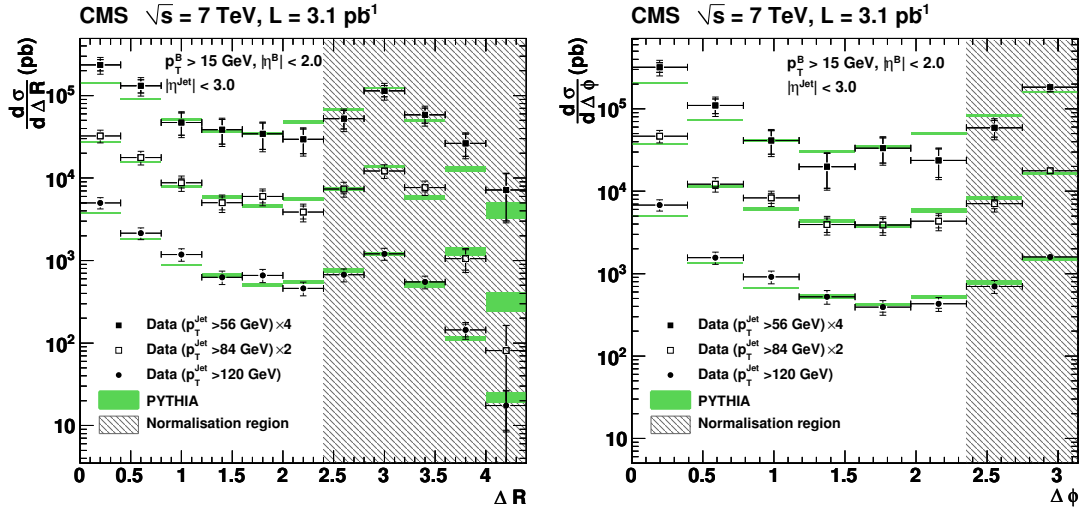 CMS √s = 7 TeV, L = 3.1 pb⁻¹
dσ/dΔR (pb)
p_T^B > 15 GeV, |η^B| < 2.0
|η^Jet| < 3.0
10⁵
10⁴
10³
10²
10
Data (p_T^Jet >56 GeV)×4
Data (p_T^Jet >84 GeV)×2
Data (p_T^Jet >120 GeV)
PYTHIA
Normalisation region
0 0.5 1 1.5 2 2.5 3 3.5 4
Δ R
CMS √s = 7 TeV, L = 3.1 pb⁻¹
dσ/dΔϕ (pb)
p_T^B > 15 GeV, |η^B| < 2.0
|η^Jet| < 3.0
10⁵
10⁴
10³
10²
10
Data (p_T^Jet >56 GeV)×4
Data (p_T^Jet >84 GeV)×2
Data (p_T^Jet >120 GeV)
PYTHIA
Normalisation region
0 0.5 1 1.5 2 2.5 3
Δ ϕ